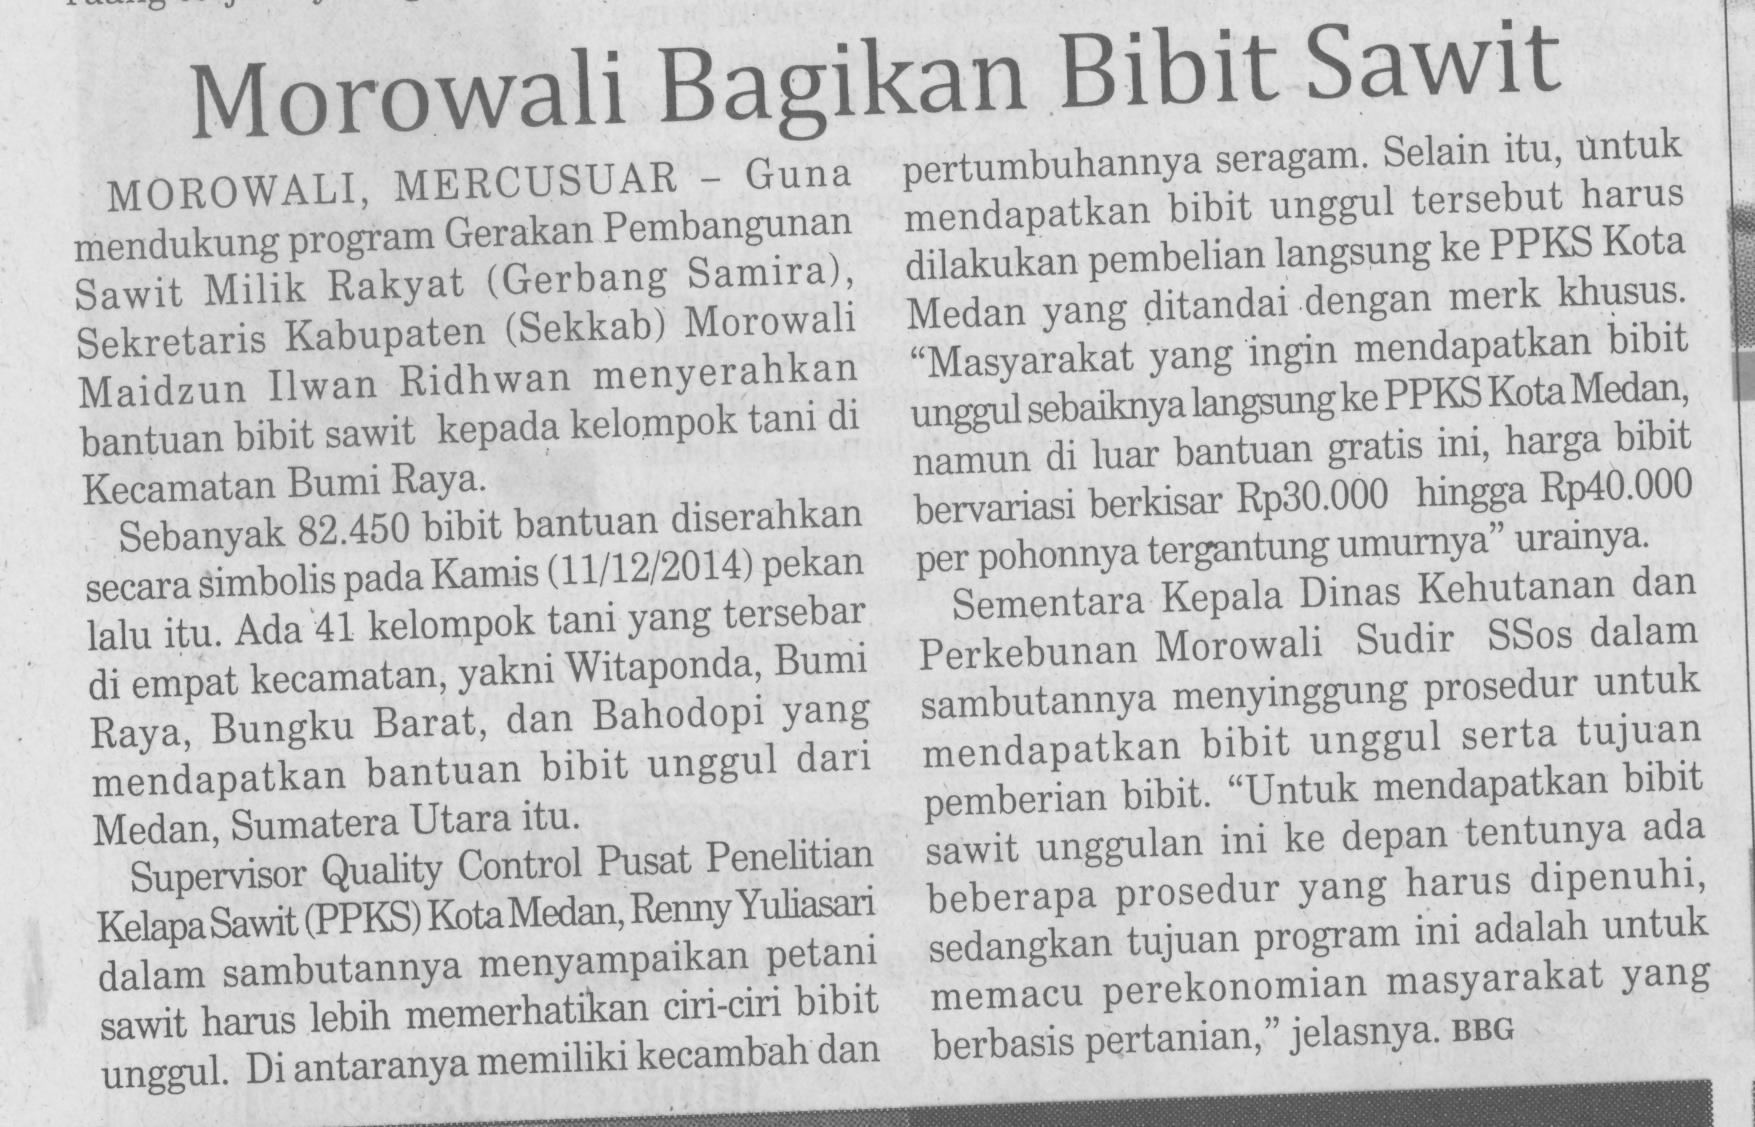 Morowali Bagikan Bibit Sawit
MOROWALI, MERCUSUAR – Guna
mendukung program Gerakan Pembangunan
Sawit Milik Rakyat (Gerbang Samira),
Sekretaris Kabupaten (Sekkab) Morowali
Maidzun Ilwan Ridhwan menyerahkan
bantuan bibit sawit kepada kelompok tani di
Kecamatan Bumi Raya.
Sebanyak 82.450 bibit bantuan diserahkan
secara simbolis pada Kamis (11/12/2014) pekan
lalu itu. Ada 41 kelompok tani yang tersebar
di empat kecamatan, yakni Witaponda, Bumi
Raya, Bungku Barat, dan Bahodopi yang
mendapatkan bantuan bibit unggul dari
Medan, Sumatera Utara itu.
Supervisor Quality Control Pusat Penelitian
Kelapa Sawit (PPKS) Kota Medan, Renny Yuliasari
dalam sambutannya menyampaikan petani
sawit harus lebih memerhatikan ciri-ciri bibit
unggul. Di antaranya memiliki kecambah dan
pertumbuhannya seragam. Selain itu, untuk
mendapatkan bibit unggul tersebut harus
dilakukan pembelian langsung ke PPKS Kota
Medan yang ditandai dengan merk khusus.
“Masyarakat yang ingin mendapatkan bibit
unggul sebaiknya langsung ke PPKS Kota Medan,
namun di luar bantuan gratis ini, harga bibit
bervariasi berkisar Rp30.000 hingga Rp40.000
per pohonnya tergantung umurnya” urainya.
Sementara Kepala Dinas Kehutanan dan
Perkebunan Morowali Sudir SSos dalam
sambutannya menyinggung prosedur untuk
mendapatkan bibit unggul serta tujuan
pemberian bibit. “Untuk mendapatkan bibit
sawit unggulan ini ke depan tentunya ada
beberapa prosedur yang harus dipenuhi,
sedangkan tujuan program ini adalah untuk
memacu perekonomian masyarakat yang
berbasis pertanian,” jelasnya. BBG